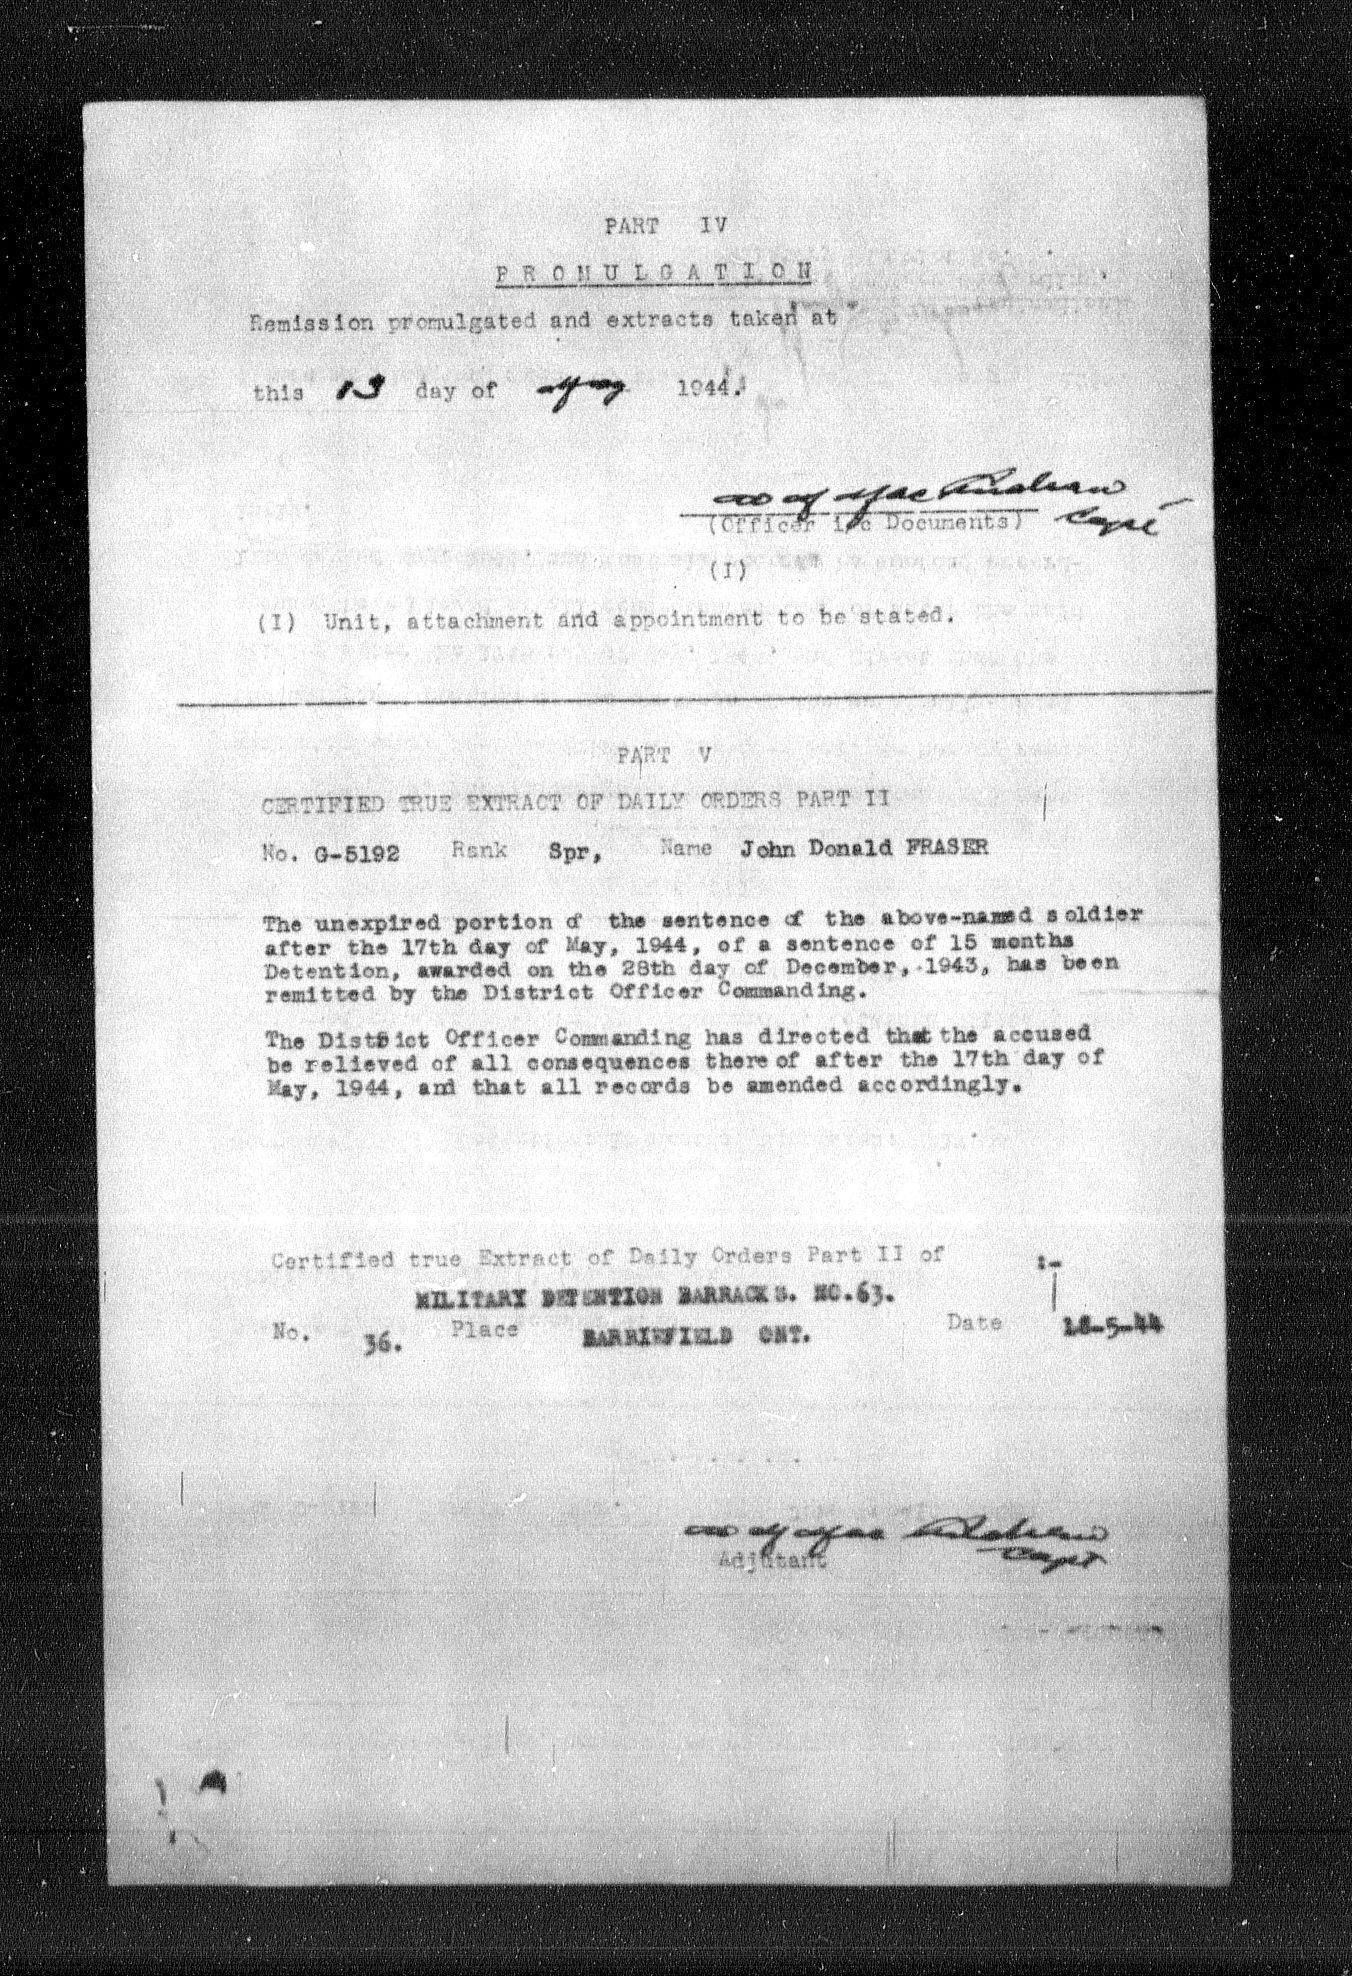 PART IV
PROMULGATION
Remission promulgated and extracts taken at
this 13 day of May 1944.
(Officer i/c Documents) Capt
(I)
(I) Unit, attachment and appointment to be stated.
PART V
CERTIFIED TRUE EXTRACT OF DAILY ORDERS PART II
No. G-5192 Rank Spr, Name John Donald FRASER
The unexpired portion of the sentence of the above-named soldier
after the 17th day of May, 1944, of a sentence of 15 months
Detention, awarded on the 28th day of December, 1943, has been
remitted by the District Officer Commanding.
The District Officer Commanding has directed that the accused
be relieved of all consequences thereof after the 17th day of
May, 1944, and that all records be amended accordingly.
Certified true Extract of Daily Orders Part II of :-
MILITARY DETENTION BARRACKS. NO.63.
No. 36. Place BARRIEFIELD ONT. Date 18-5-44
Adjutant Capt